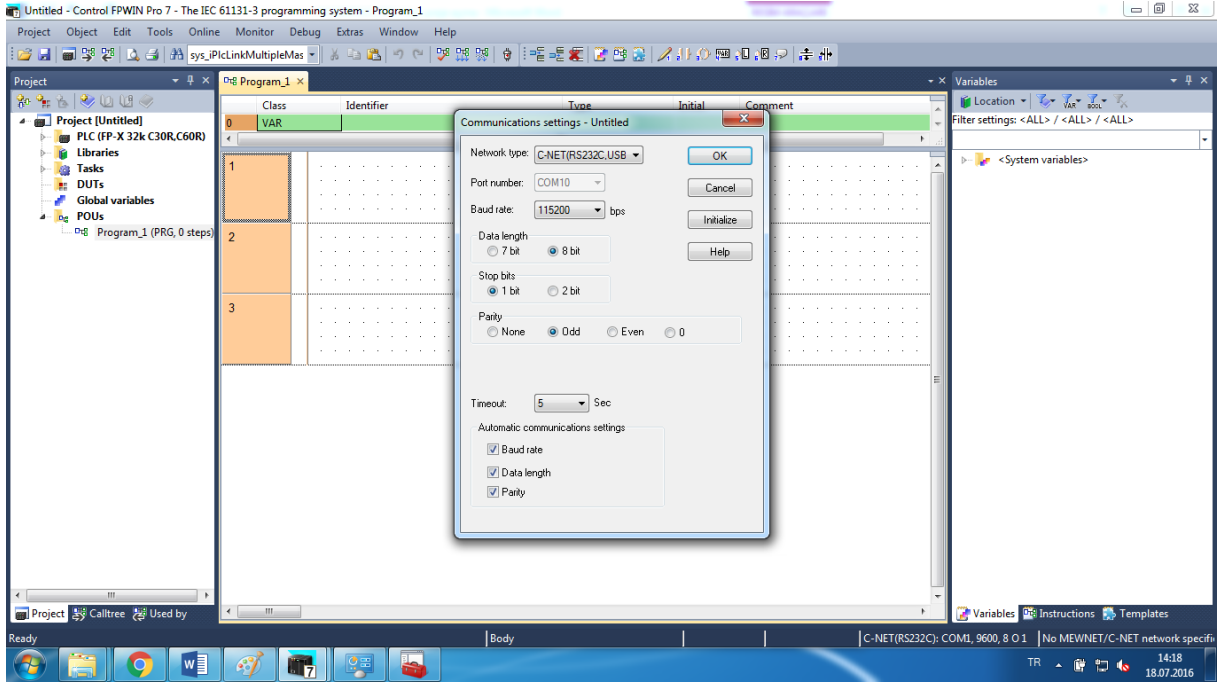 Untitled - Control FPWIN Pro 7 - The IEC 61131-3 programming system - Program_1
Project Object Edit Tools Online Monitor Debug Extras Window Help
sys_iPlcLinkMultipleMas
Project
Program_1
Variables
Project [Untitled]
PLC (FP-X 32k C30R,C60R)
Libraries
Tasks
DUTs
Global variables
POUs
Program_1 (PRG, 0 steps)
Class Identifier Type Initial Comment
0 VAR
1
2
3
Communications settings - Untitled
Network type: C-NET(RS232C,USB
Port number: COM10
Baud rate: 115200 bps
Data length
7 bit 8 bit
Stop bits
1 bit 2 bit
Parity
None Odd Even 0
Timeout: 5 Sec
Automatic communications settings
Baud rate
Data length
Parity
OK
Cancel
Initialize
Help
Location VAR BOOL
Filter settings: <ALL> / <ALL> / <ALL>
<System variables>
Project Calltree Used by
Variables Instructions Templates
Ready Body C-NET(RS232C): COM1, 9600, 8 O 1 No MEWNET/C-NET network specifi
W 7 TR 14:18
18.07.2016